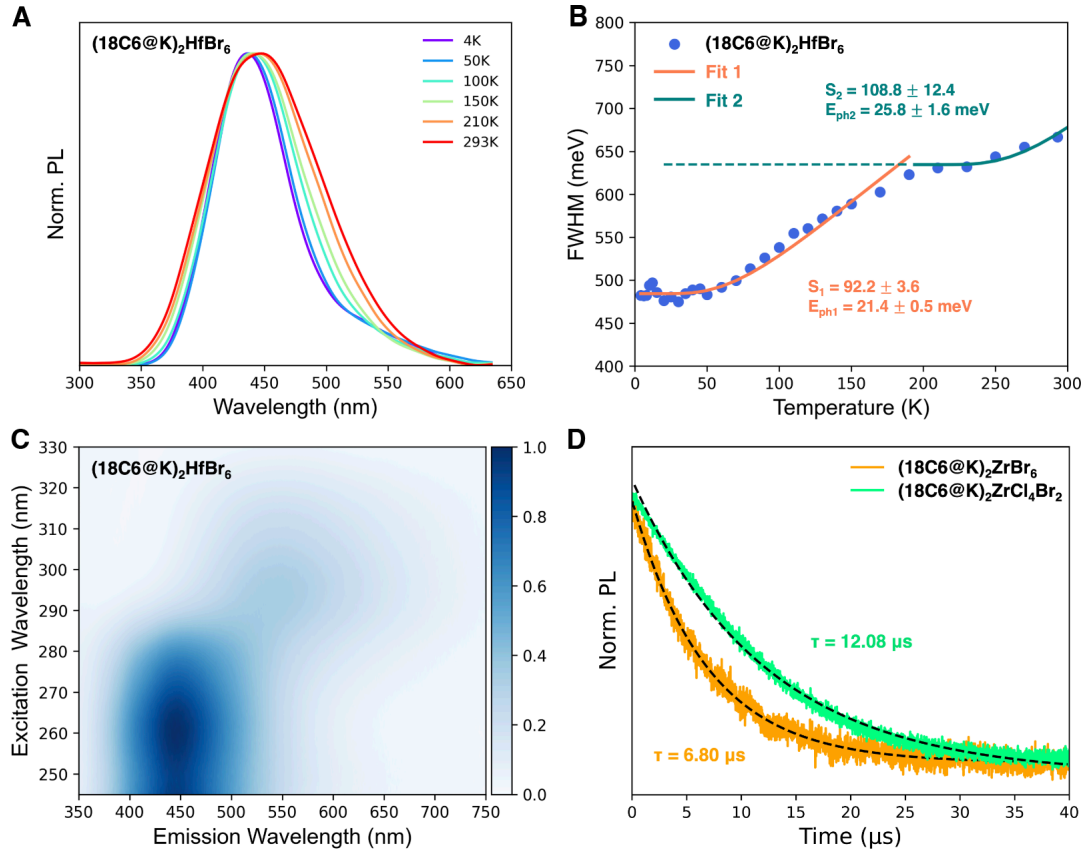 A
(18C6@K)₂HfBr₆
4K
50K
100K
150K
210K
293K
Norm. PL
300 350 400 450 500 550 600 650
Wavelength (nm)
B
(18C6@K)₂HfBr₆
Fit 1
Fit 2
S₂ = 108.8 ± 12.4
Eₚₕ₂ = 25.8 ± 1.6 meV
S₁ = 92.2 ± 3.6
Eₚₕ₁ = 21.4 ± 0.5 meV
FWHM (meV)
800
750
700
650
600
550
500
450
400
0 50 100 150 200 250 300
Temperature (K)
C
(18C6@K)₂HfBr₆
Excitation Wavelength (nm)
330
320
310
300
290
280
270
260
250
350 400 450 500 550 600 650 700 750
Emission Wavelength (nm)
1.0
0.8
0.6
0.4
0.2
0.0
D
(18C6@K)₂ZrBr₆
(18C6@K)₂ZrCl₄Br₂
τ = 12.08 μs
τ = 6.80 μs
Norm. PL
0 5 10 15 20 25 30 35 40
Time (μs)